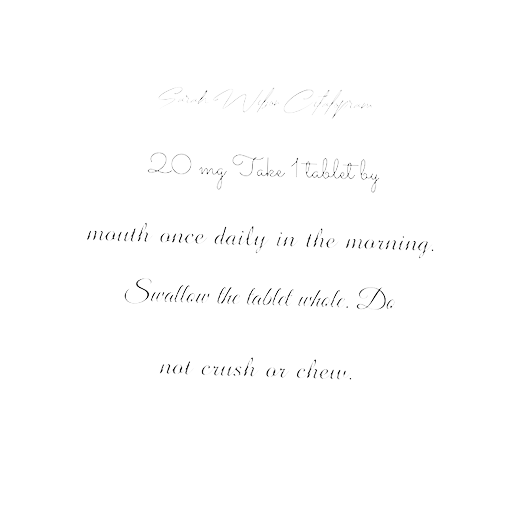 Sarah
20 mg Take 1 tablet by
mouth once daily in the morning.
Swallow the tablet whole. Do
not crush or chew.